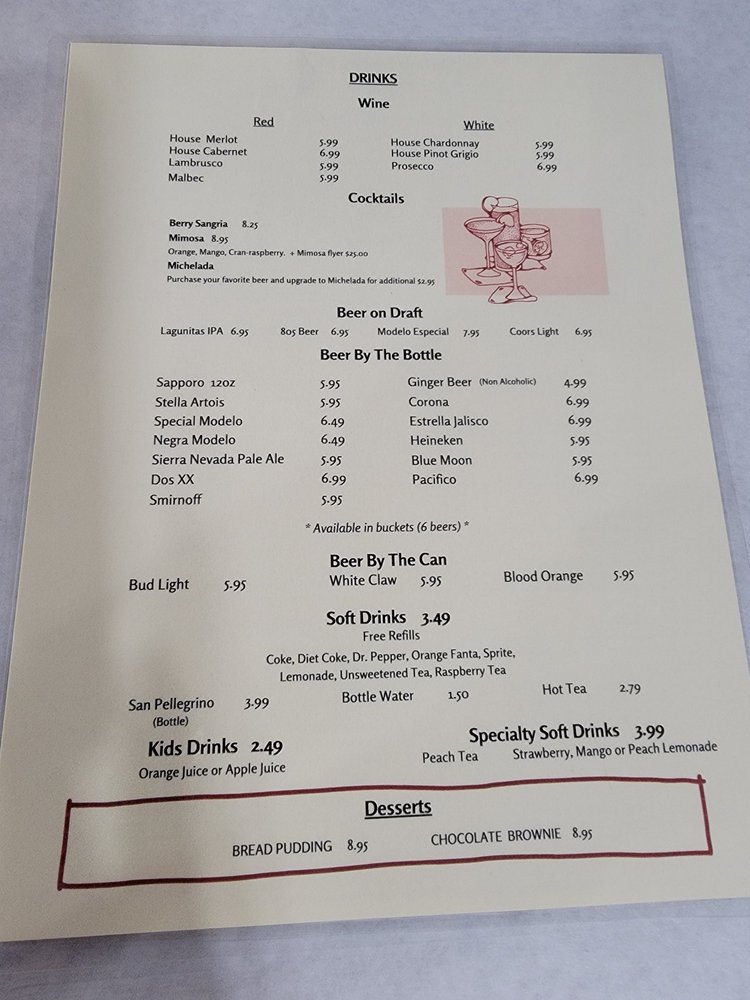 DRINKS
Wine
Red
White
House Merlot 5.99
House Cabernet 6.99
Lambrusco 5.99
Malbec 5.99
House Chardonnay 5.99
House Pinot Grigio 5.99
Prosecco 6.99
Cocktails
Berry Sangria 8.25
Mimosa 8.95
Orange, Mango, Cran-raspberry. + Mimosa flyer $25.00
Michelada
Purchase your favorite beer and upgrade to Michelada for additional $2.95
Beer on Draft
Lagunitas IPA 6.95 805 Beer 6.95 Modelo Especial 7.95 Coors Light 6.95
Beer By The Bottle
Sapporo 12oz 5.95
Stella Artois 5.95
Special Modelo 6.49
Negra Modelo 6.49
Sierra Nevada Pale Ale 5.95
Dos XX 6.99
Smirnoff 5.95
Ginger Beer (Non Alcoholic) 4.99
Corona 6.99
Estrella Jalisco 6.99
Heineken 5.95
Blue Moon 5.95
Pacifico 6.99
* Available in buckets (6 beers) *
Beer By The Can
Bud Light 5.95 White Claw 5.95 Blood Orange 5.95
Soft Drinks 3.49
Free Refills
Coke, Diet Coke, Dr. Pepper, Orange Fanta, Sprite,
Lemonade, Unsweetened Tea, Raspberry Tea
San Pellegrino 3.99 Bottle Water 1.50 Hot Tea 2.79
(Bottle)
Kids Drinks 2.49
Orange Juice or Apple Juice
Specialty Soft Drinks 3.99
Peach Tea Strawberry, Mango or Peach Lemonade
Desserts
BREAD PUDDING 8.95 CHOCOLATE BROWNIE 8.95